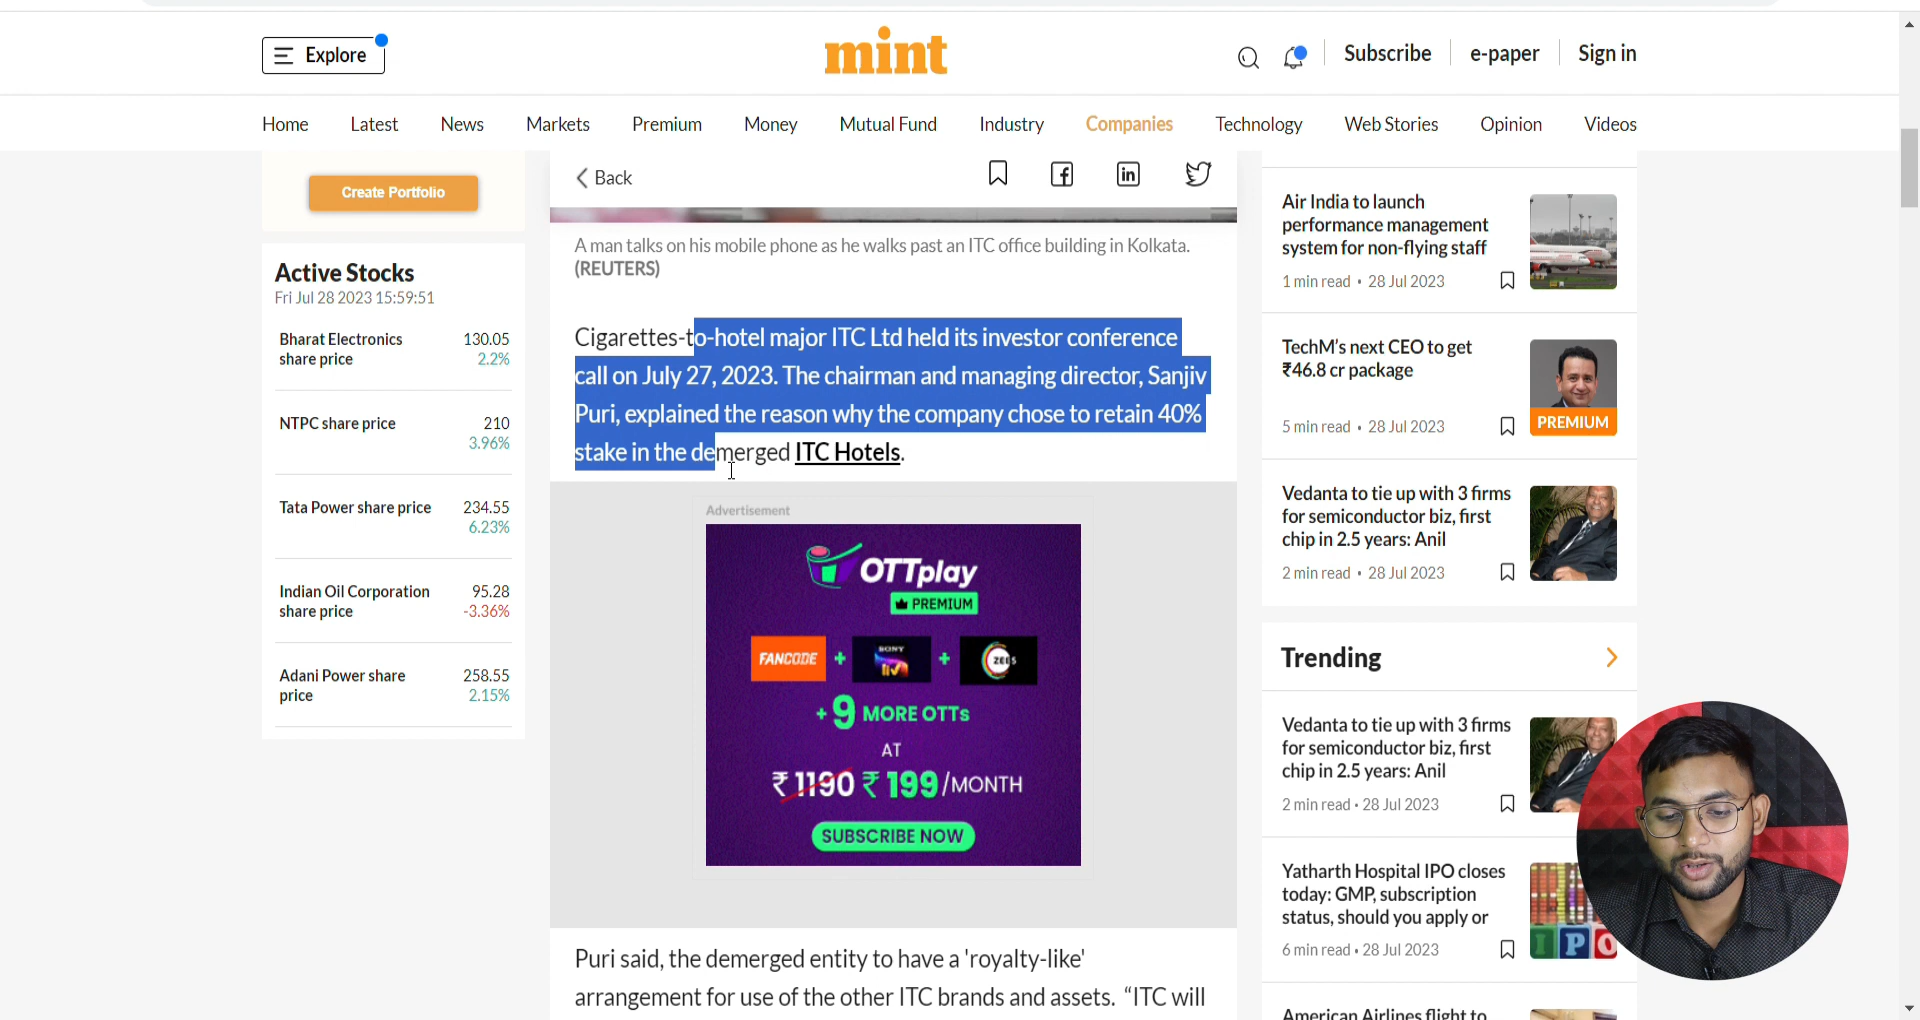 Explore
mint
Subscribe
e-paper
Sign in
Home
Latest
News
Markets
Premium
Money
Mutual Fund
Industry
Companies
Technology
Web Stories
Opinion
Videos
Create Portfolio
Active Stocks
Fri Jul 28 2023 15:59:51
Bharat Electronics 130.05
share price 2.2%
NTPC share price 210
3.96%
Tata Power share price 234.55
6.23%
Indian Oil Corporation 95.28
share price -3.36%
Adani Power share 258.55
price 2.15%
Back
A man talks on his mobile phone as he walks past an ITC office building in Kolkata.
(REUTERS)
Cigarettes-to-hotel major ITC Ltd held its investor conference
call on July 27, 2023. The chairman and managing director, Sanjiv
Puri, explained the reason why the company chose to retain 40%
stake in the demerged ITC Hotels.
Advertisement
OTTplay
PREMIUM
FANCODE + SONY liv + ZEE5
+ 9 MORE OTTs
AT
₹1190 ₹199/MONTH
SUBSCRIBE NOW
Puri said, the demerged entity to have a 'royalty-like'
arrangement for use of the other ITC brands and assets. “ITC will
Air India to launch
performance management
system for non-flying staff
1 min read • 28 Jul 2023
TechM’s next CEO to get
₹46.8 cr package
5 min read • 28 Jul 2023
PREMIUM
Vedanta to tie up with 3 firms
for semiconductor biz, first
chip in 2.5 years: Anil
2 min read • 28 Jul 2023
Trending
Vedanta to tie up with 3 firms
for semiconductor biz, first
chip in 2.5 years: Anil
2 min read • 28 Jul 2023
Yatharth Hospital IPO closes
today: GMP, subscription
status, should you apply or
6 min read • 28 Jul 2023
IPO
American Airlines flight to